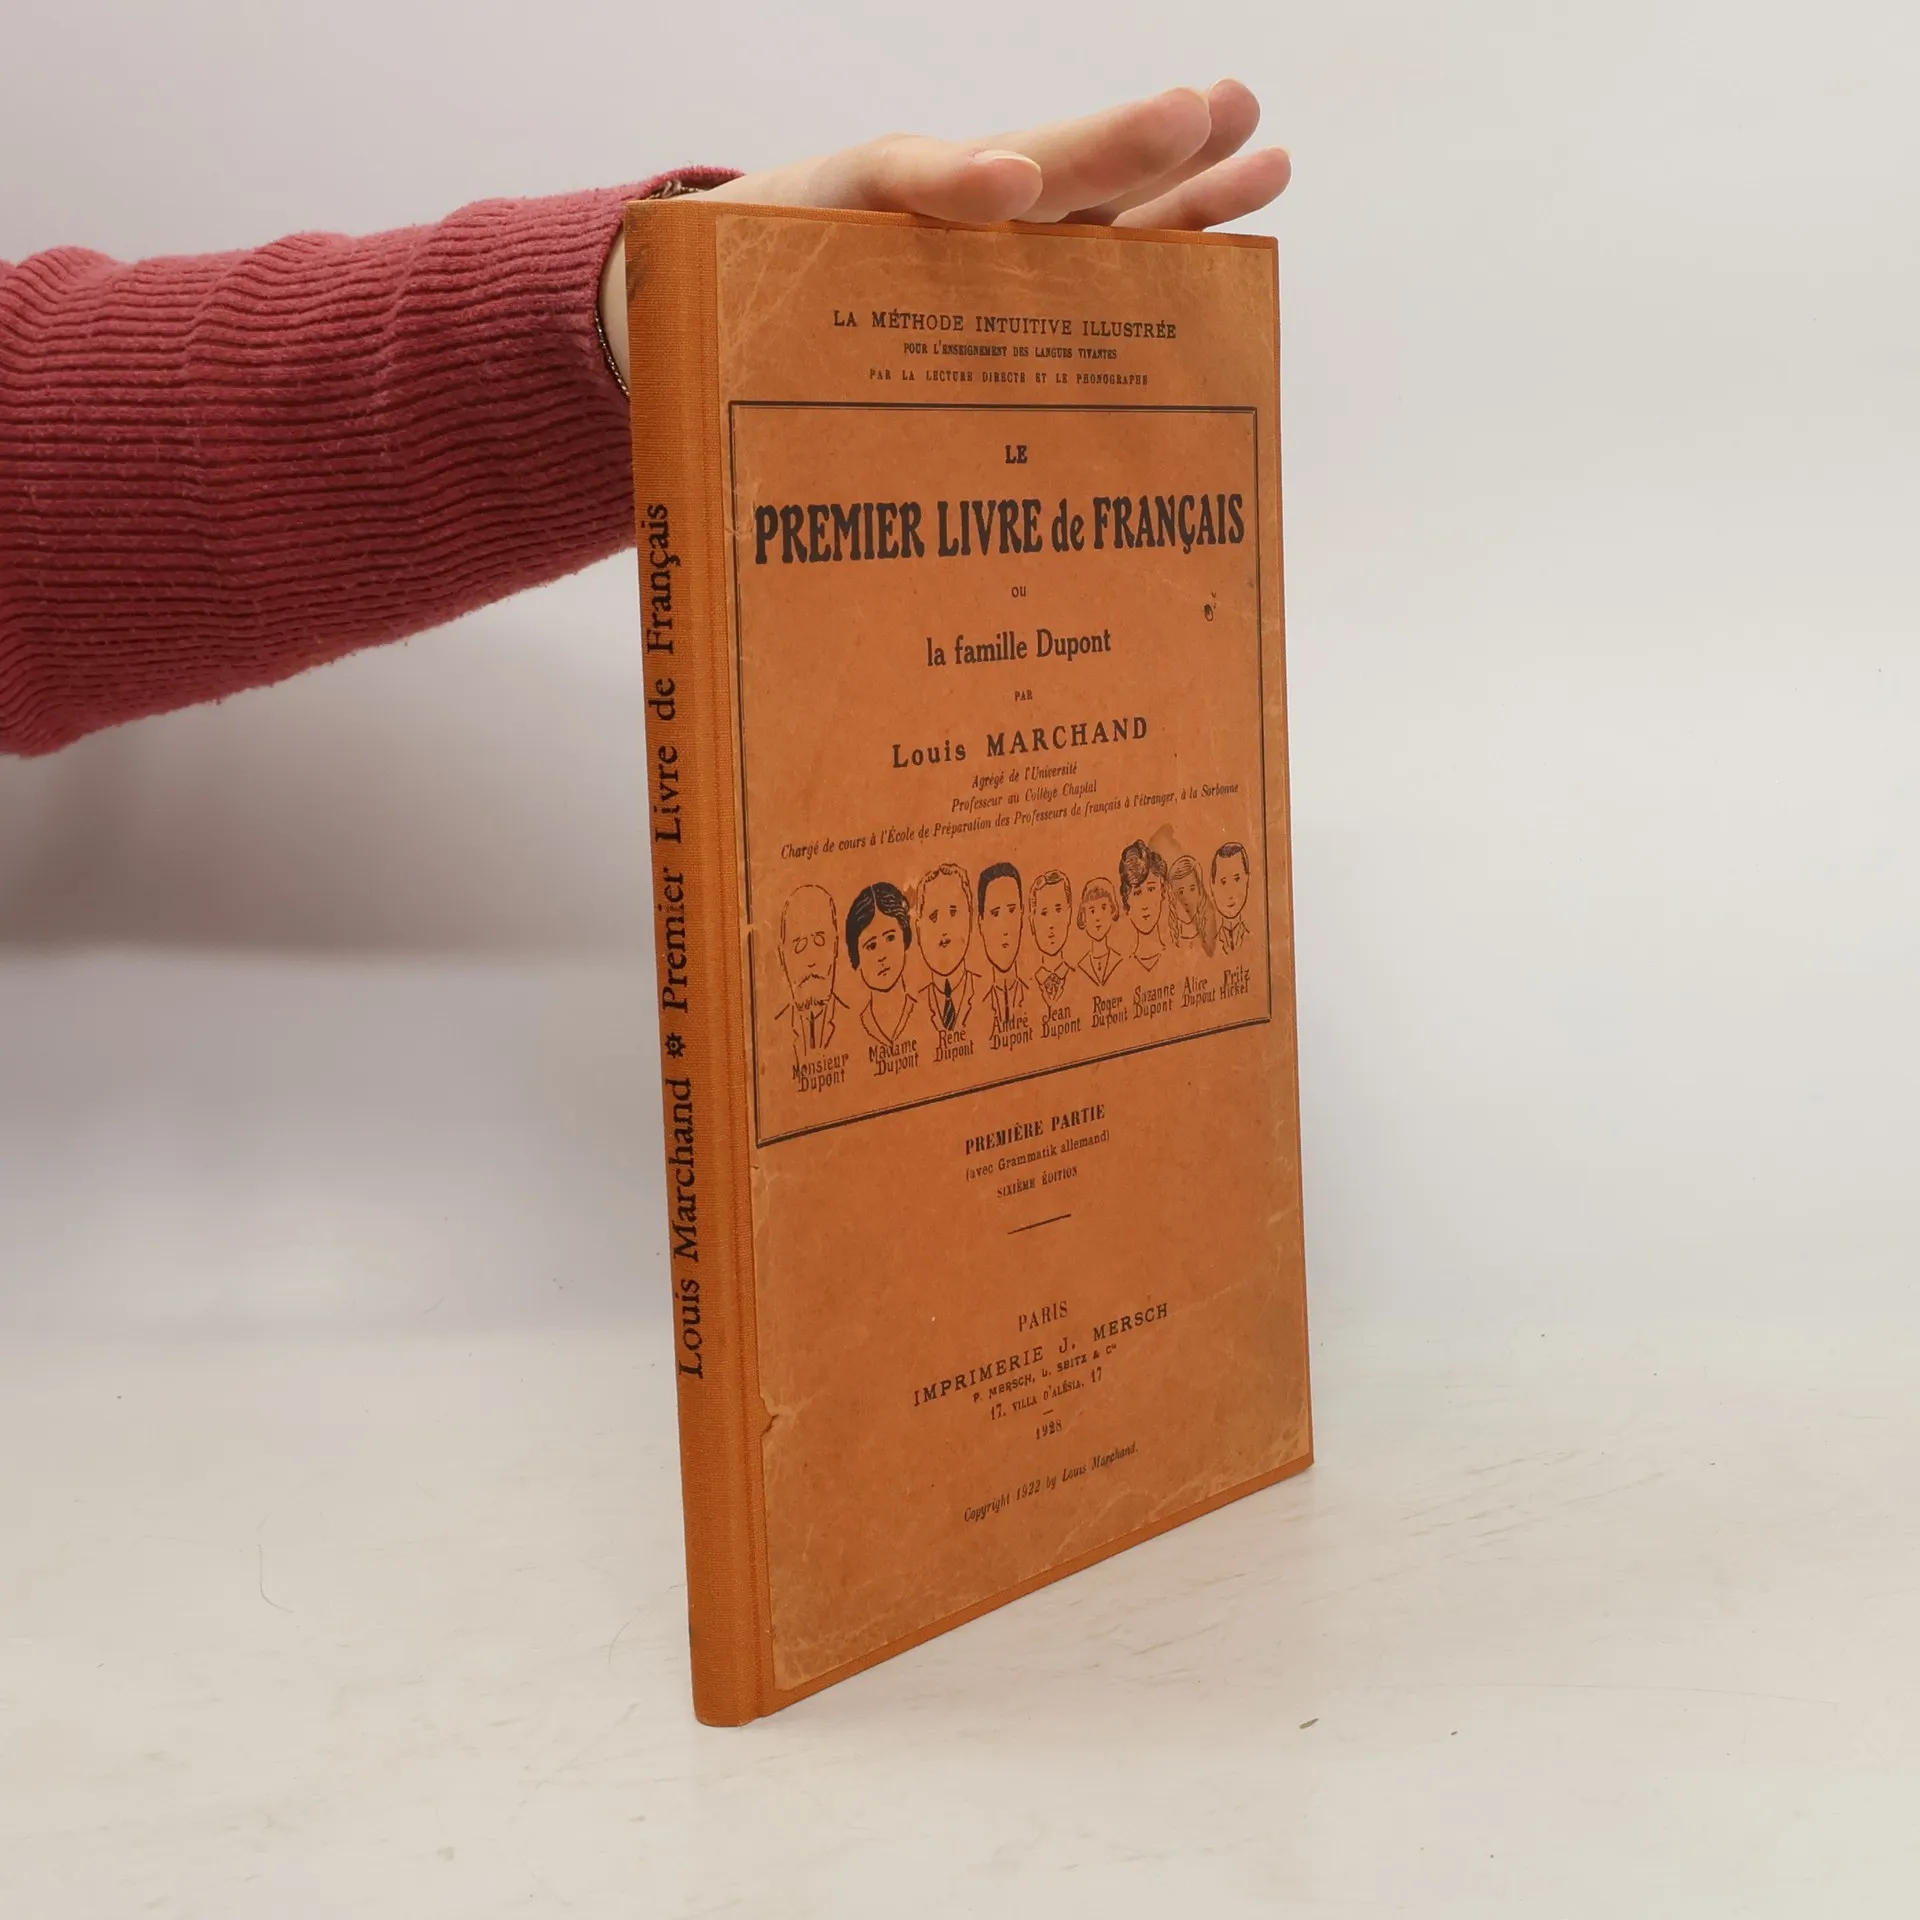 Louis Marchand Premier Livre de Français
LA MÉTHODE INTUITIVE ILLUSTRÉE
POUR L'ENSEIGNEMENT DES LANGUES VIVANTES
PAR LA LECTURE DIRECTE ET LE PHONOGRAPHE
LE
PREMIER LIVRE de FRANÇAIS
OU
la famille Dupont
PAR
Louis MARCHAND
Agrégé de l'Université
Professeur au Collège Chaptal
Chargé de cours à l'École de Préparation des Professeurs de français à l'étranger, à la Sorbonne
Monsieur Dupont
Madame Dupont
René Dupont
André Dupont
Jean Dupont
Roger Dupont
Suzanne Dupont
Alice Dupont
Fritz Hickel
PREMIÈRE PARTIE
(avec Grammatik allemand)
SIXIÈME ÉDITION
PARIS
IMPRIMERIE J. MERSCH
P. MERSCH, L. SEITZ & Cie
17, VILLA D'ALÉSIA, 17
1928
Copyright 1922 by Louis Marchand.